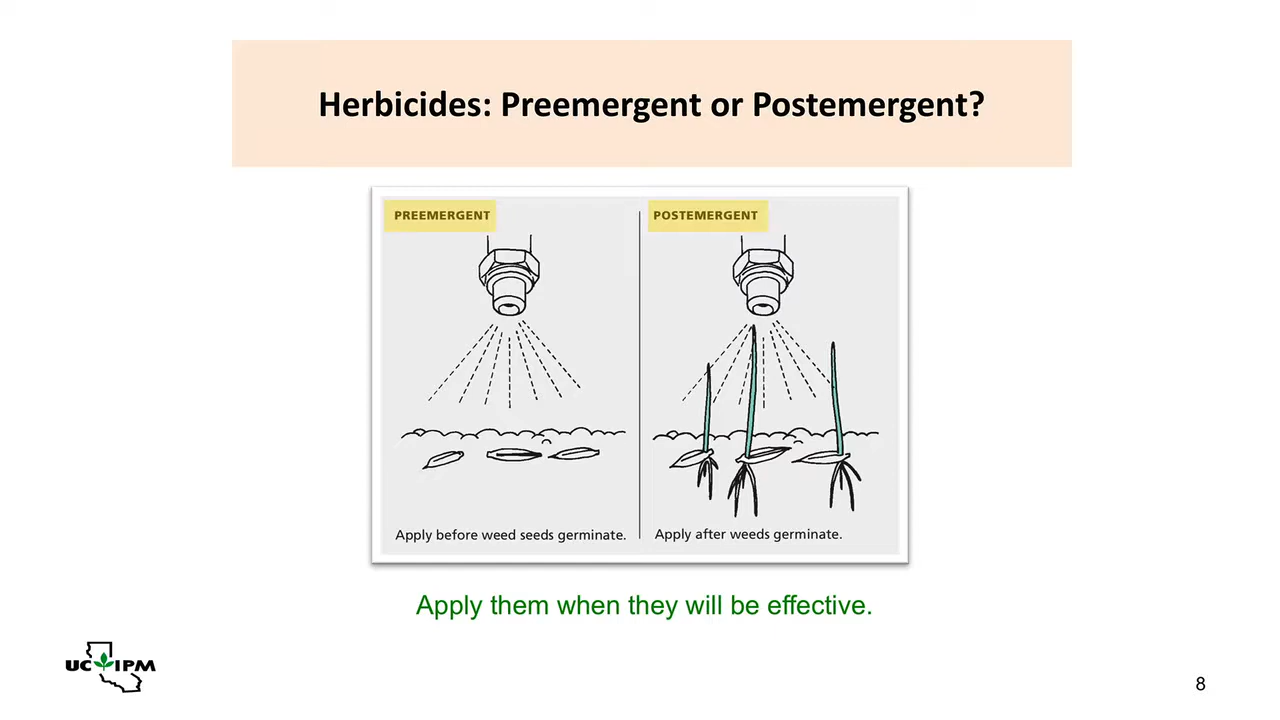 Herbicides: Preemergent or Postemergent?
PREEMERGENT
POSTEMERGENT
Apply before weed seeds germinate.
Apply after weeds germinate.
Apply them when they will be effective.
UC IPM
8